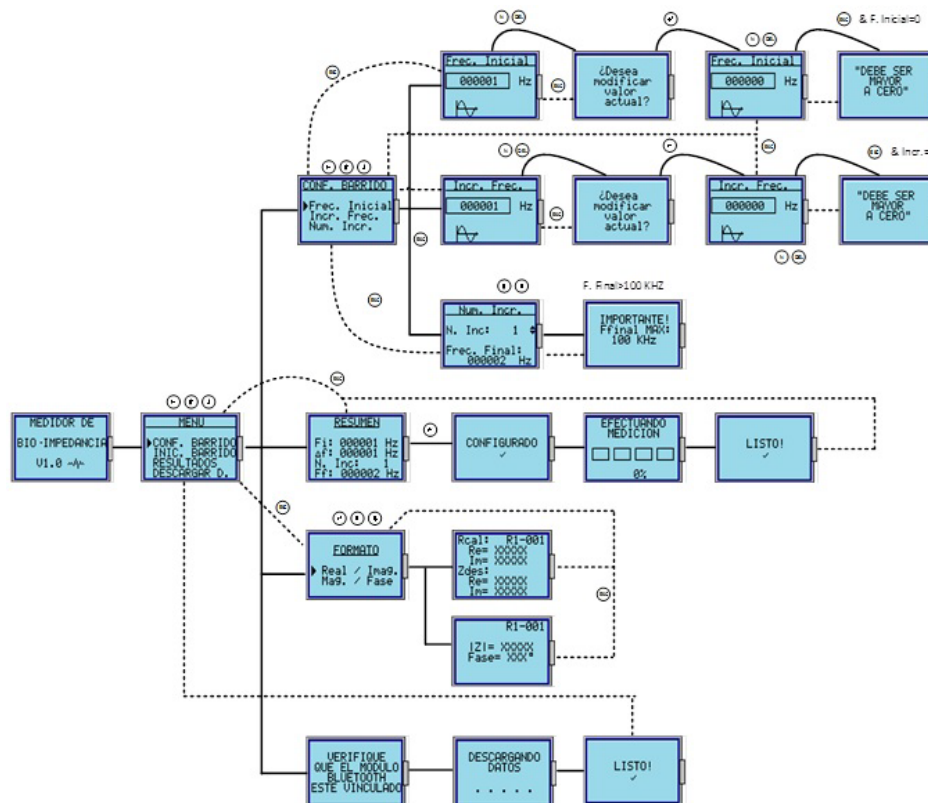 & F. Inicial=0
Frec. Inicial
000001 Hz
¿Desea
modificar
valor
actual?
Frec. Inicial
000000 Hz
"DEBE SER
MAYOR
A CERO"
& Incr.=
CONF. BARRIDO
Frec. Inicial
Incr. Frec.
Num. Incr.
Incr. Frec.
000001 Hz
¿Desea
modificar
valor
actual?
Incr. Frec.
000000 Hz
"DEBE SER
MAYOR
A CERO"
F. Final>100 KHZ
Num. Incr.
N. Inc: 1
Frec. Final:
000002 Hz
IMPORTANTE!
Ffinal MAX:
100 KHz
MEDIDOR DE
BIO-IMPEDANCIA
V1.0
MENU
CONF. BARRIDO
INIC. BARRIDO
RESULTADOS
DESCARGAR D.
RESUMEN
Fi: 000001 Hz
Δf: 000001 Hz
N. Inc: 1
Ff: 000002 Hz
CONFIGURADO
✓
EFECTUANDO
MEDICION
0%
LISTO!
✓
FORMATO
Real / Imag.
Mag. / Fase
Rcal: R1-001
Re= XXXXX
Im= XXXXX
Zdes:
Re= XXXXX
Im= XXXXX
R1-001
|Z|= XXXXX
Fase= XXX°
VERIFIQUE
QUE EL MODULO
BLUETOOTH
ESTE VINCULADO
DESCARGANDO
DATOS
. . . . .
LISTO!
✓